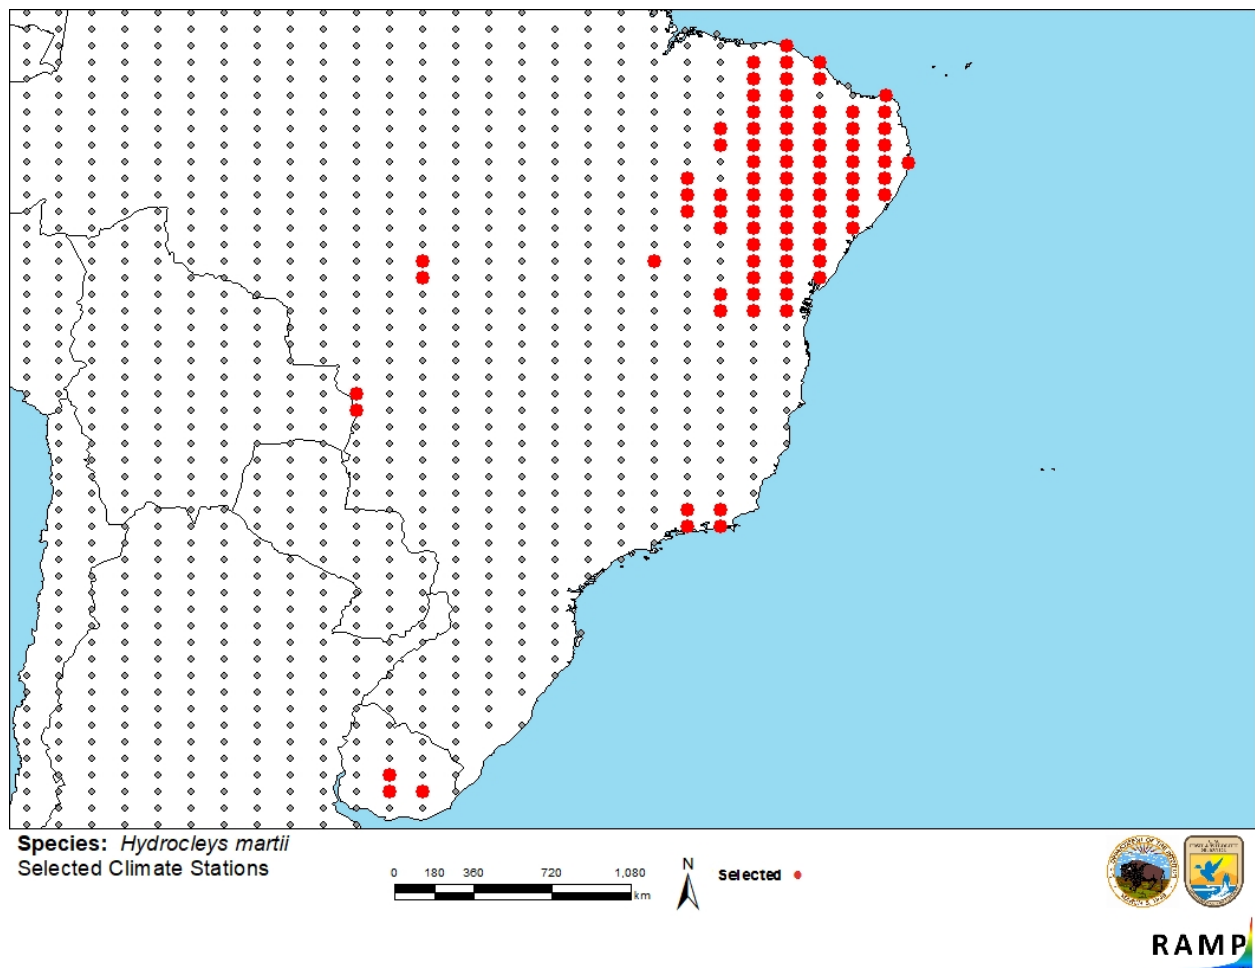 Species: Hydrocleys martii
Selected Climate Stations
0 180 360 720 1,080
km
N
Selected
RAMP